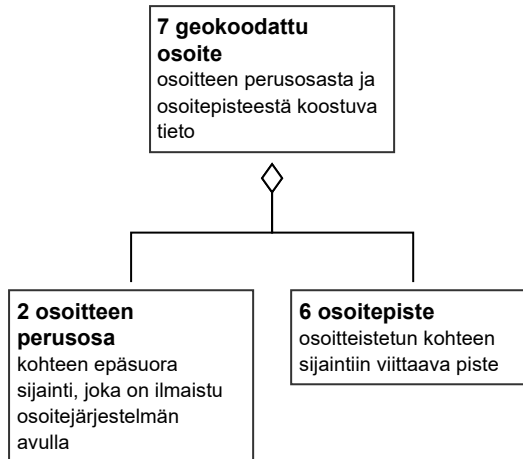 7 geokoodattu
osoite
osoitteen perusosasta ja
osoitepisteestä koostuva
tieto
2 osoitteen
perusosa
kohteen epäsuora
sijainti, joka on ilmaistu
osoitejärjestelmän
avulla
6 osoitepiste
osoitteistetun kohteen
sijaintiin viittaava piste